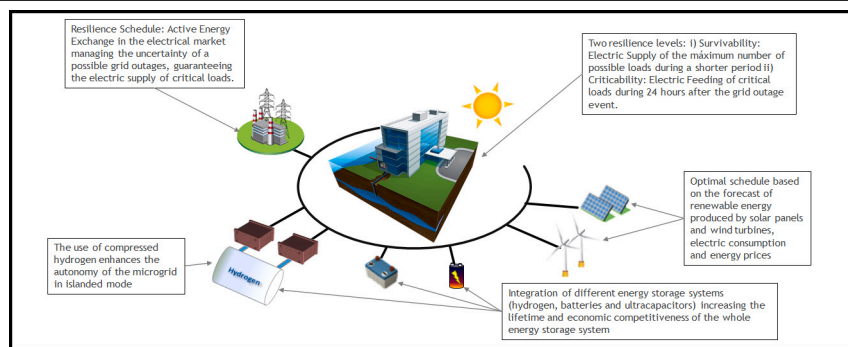 Resilience Schedule: Active Energy
Exchange in the electrical market
managing the uncertainty of a
possible grid outages, guaranteeing
the electric supply of critical loads.
Two resilience levels: i) Survivability:
Electric Supply of the máximum number of
possible loads during a shorter period ii)
Criticability: Electric Feeding of critical
loads during 24 hours after the grid outage
event.
Optimal schedule based
on the forecast of
renewable energy
produced by solar panels
and wind turbines,
electric consumption
and energy prices
The use of compressed
hydrogen enhances the
autonomy of the microgrid
in islanded mode
Hydrogen
Integration of different energy storage systems
(hydrogen, batteries and ultracapacitors) increasing the
lifetime and economic competitiveness of the whole
energy storage system